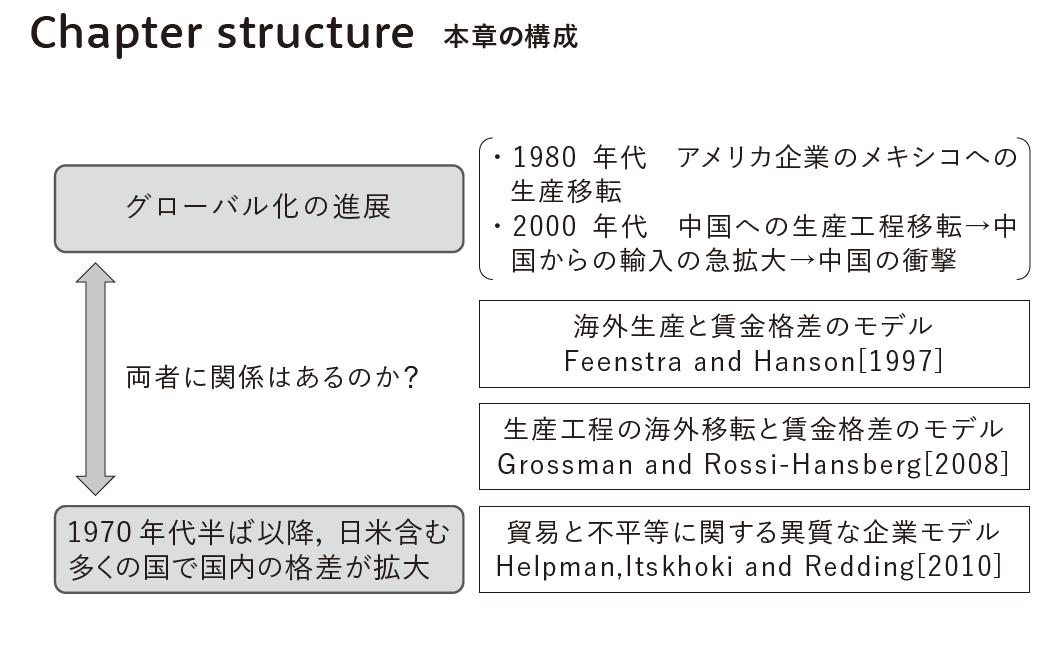 Chapter structure 本章の構成
グローバル化の進展
・1980 年代 アメリカ企業のメキシコへの
生産移転
・2000 年代 中国への生産工程移転→中
国からの輸入の急拡大→中国の衝撃
両者に関係はあるのか?
海外生産と賃金格差のモデル
Feenstra and Hanson[1997]
生産工程の海外移転と賃金格差のモデル
Grossman and Rossi-Hansberg[2008]
1970 年代半ば以降, 日米含む
多くの国で国内の格差が拡大
貿易と不平等に関する異質な企業モデル
Helpman,Itskhoki and Redding[2010]